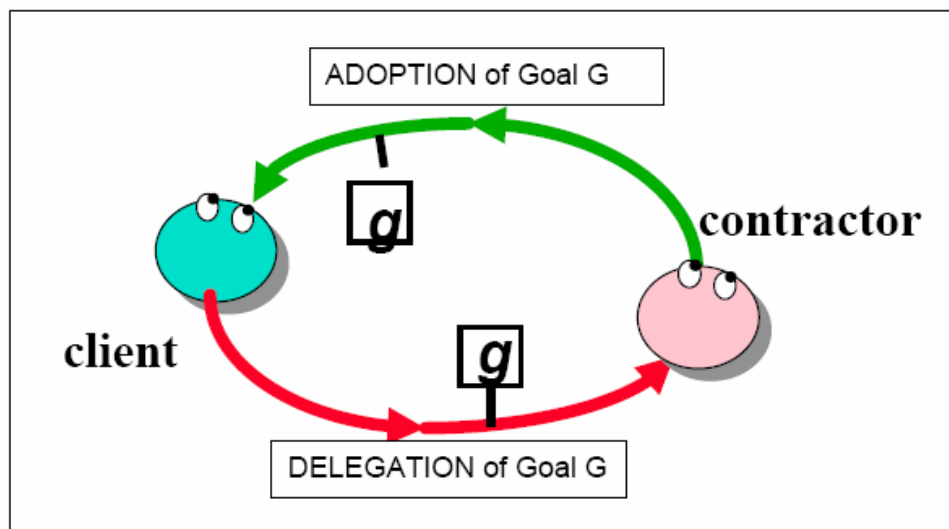 ADOPTION of Goal G
g
contractor
client
g
DELEGATION of Goal G